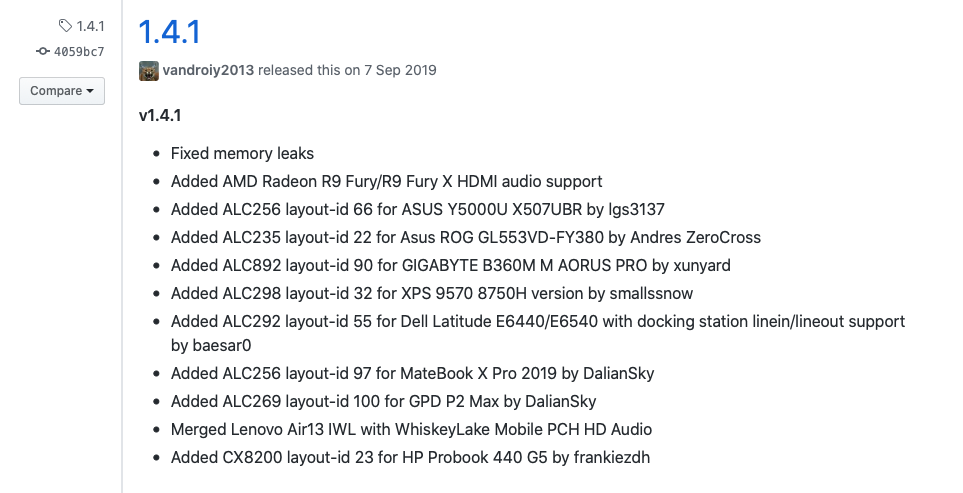 1.4.1
4059bc7
Compare
1.4.1
vandroiy2013 released this on 7 Sep 2019
v1.4.1
Fixed memory leaks
Added AMD Radeon R9 Fury/R9 Fury X HDMI audio support
Added ALC256 layout-id 66 for ASUS Y5000U X507UBR by lgs3137
Added ALC235 layout-id 22 for Asus ROG GL553VD-FY380 by Andres ZeroCross
Added ALC892 layout-id 90 for GIGABYTE B360M M AORUS PRO by xunyard
Added ALC298 layout-id 32 for XPS 9570 8750H version by smallssnow
Added ALC292 layout-id 55 for Dell Latitude E6440/E6540 with docking station linein/lineout support
by baesar0
Added ALC256 layout-id 97 for MateBook X Pro 2019 by DalianSky
Added ALC269 layout-id 100 for GPD P2 Max by DalianSky
Merged Lenovo Air13 IWL with WhiskeyLake Mobile PCH HD Audio
Added CX8200 layout-id 23 for HP Probook 440 G5 by frankiezdh